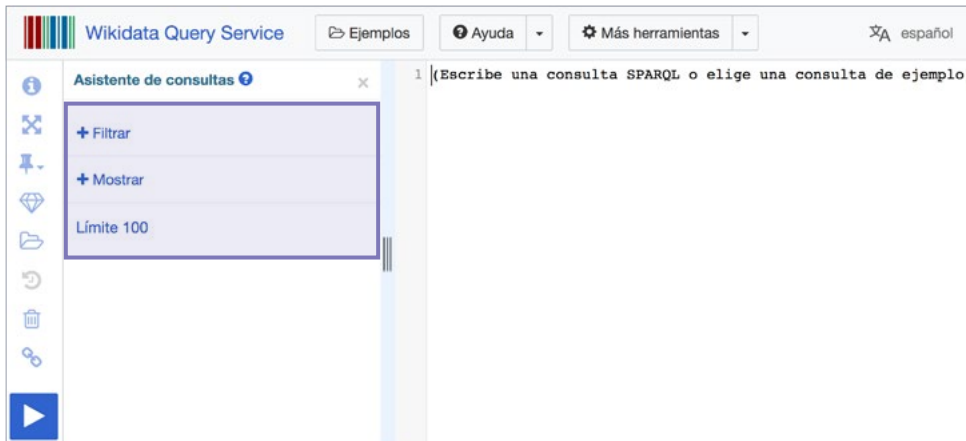 Wikidata Query Service
Ejemplos
Ayuda
Más herramientas
español
Asistente de consultas
+ Filtrar
+ Mostrar
Límite 100
1 (Escribe una consulta SPARQL o elige una consulta de ejemplo